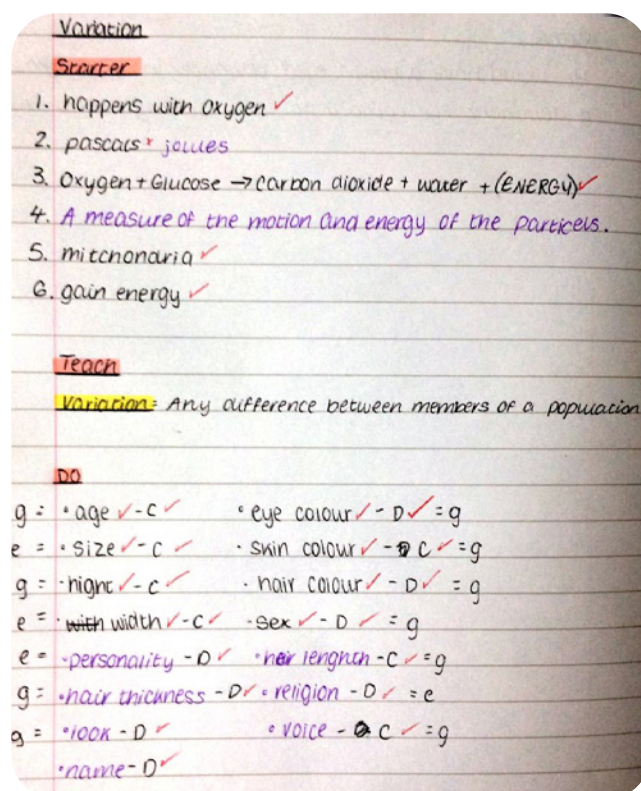 Variation
Starter
1. happens with oxygen ✓
2. pascals × joules
3. Oxygen + Glucose → carbon dioxide + water + (ENERGY) ✓
4. A measure of the motion and energy of the particels.
5. mitchondria ✓
6. gain energy ✓
Teach
Variation = Any difference between members of a population
DO
g = • age ✓ - C ✓ • eye colour ✓ - D ✓ = g
e = • size ✓ - C ✓ • skin colour ✓ - C ✓ = g
g = • hight ✓ - C ✓ • hair colour ✓ - D ✓ = g
e = • with width ✓ - C ✓ • sex ✓ - D ✓ = g
e = • personality - D ✓ • hair lenghth - C ✓ = g
g = • hair thickness - D ✓ • religion - D ✓ = e
g = • look - D ✓ • voice - C ✓ = g
• name - D ✓